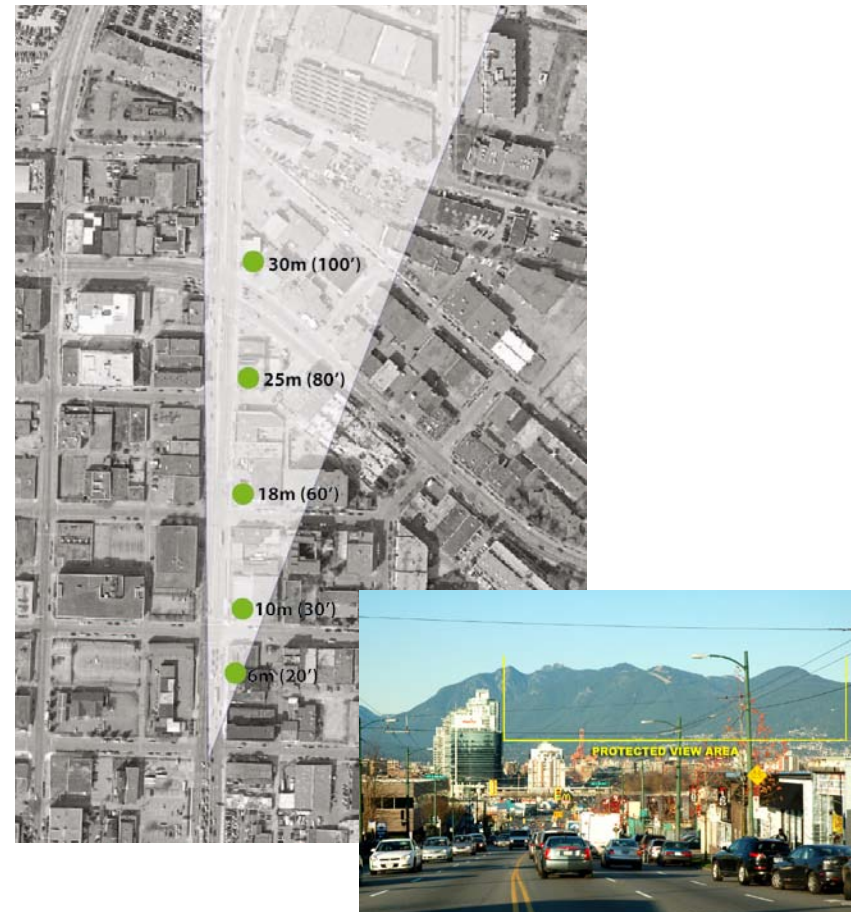 30m (100')
25m (80')
18m (60')
10m (30')
6m (20')
PROTECTED VIEW AREA